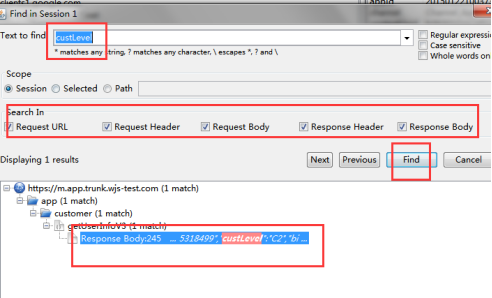 clients1.google.com
Find in Session 1
Text to find custLevel
Regular expressi
* matches any string, ? matches any character, \ escapes *, ? and \
Case sensitive
Whole words on
Scope
Session Selected Path
Search In
Request URL Request Header Request Body Response Header Response Body
Displaying 1 results
Next Previous Find Cancel
https://m.app.trunk.wjs-test.com (1 match)
app (1 match)
customer (1 match)
getUserInfoV3 (1 match)
Response Body:245 ... 5318499","custLevel":"C2","bi ...